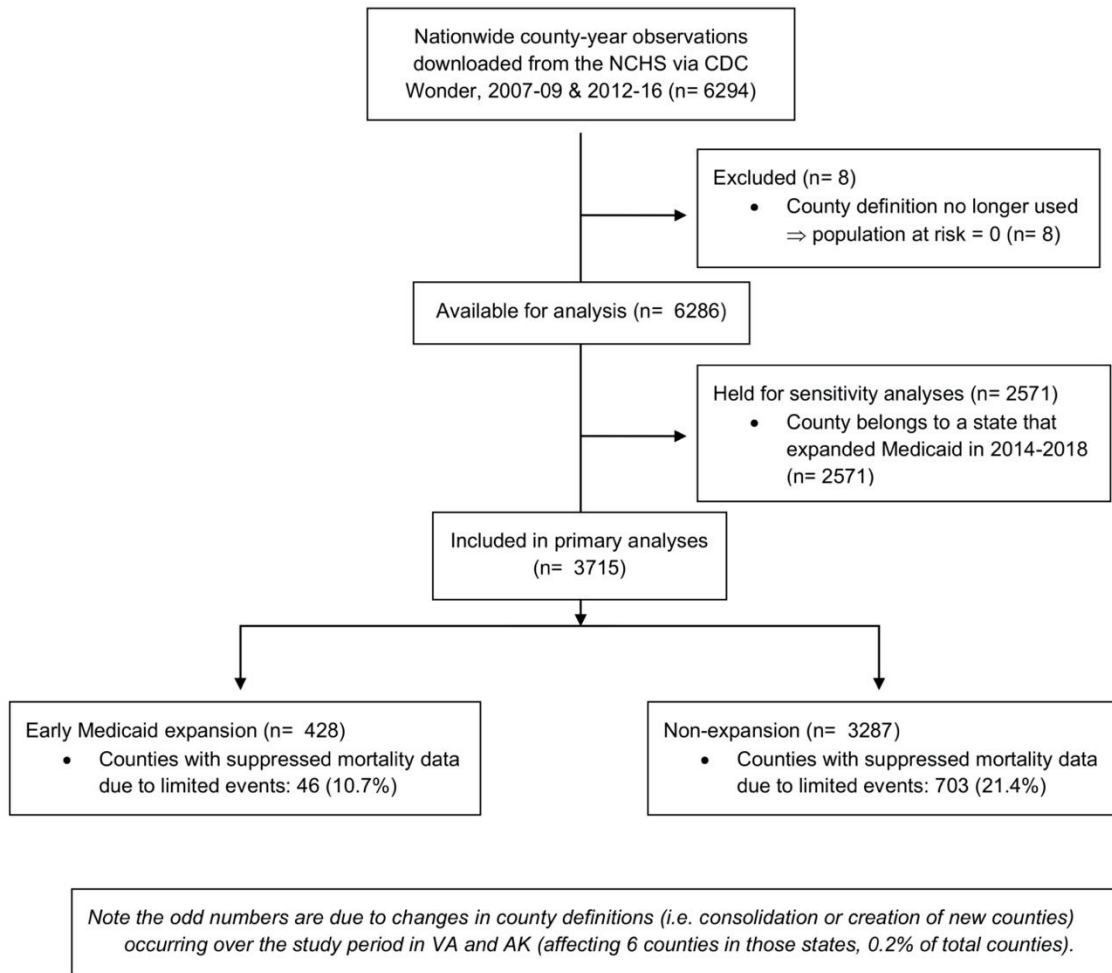 Nationwide county-year observations
downloaded from the NCHS via CDC
Wonder, 2007-09 & 2012-16 (n= 6294)
Excluded (n= 8)
• County definition no longer used
⇒ population at risk = 0 (n= 8)
Available for analysis (n= 6286)
Held for sensitivity analyses (n= 2571)
• County belongs to a state that
expanded Medicaid in 2014-2018
(n= 2571)
Included in primary analyses
(n= 3715)
Early Medicaid expansion (n= 428)
• Counties with suppressed mortality data
due to limited events: 46 (10.7%)
Non-expansion (n= 3287)
• Counties with suppressed mortality data
due to limited events: 703 (21.4%)
Note the odd numbers are due to changes in county definitions (i.e. consolidation or creation of new counties)
occurring over the study period in VA and AK (affecting 6 counties in those states, 0.2% of total counties).